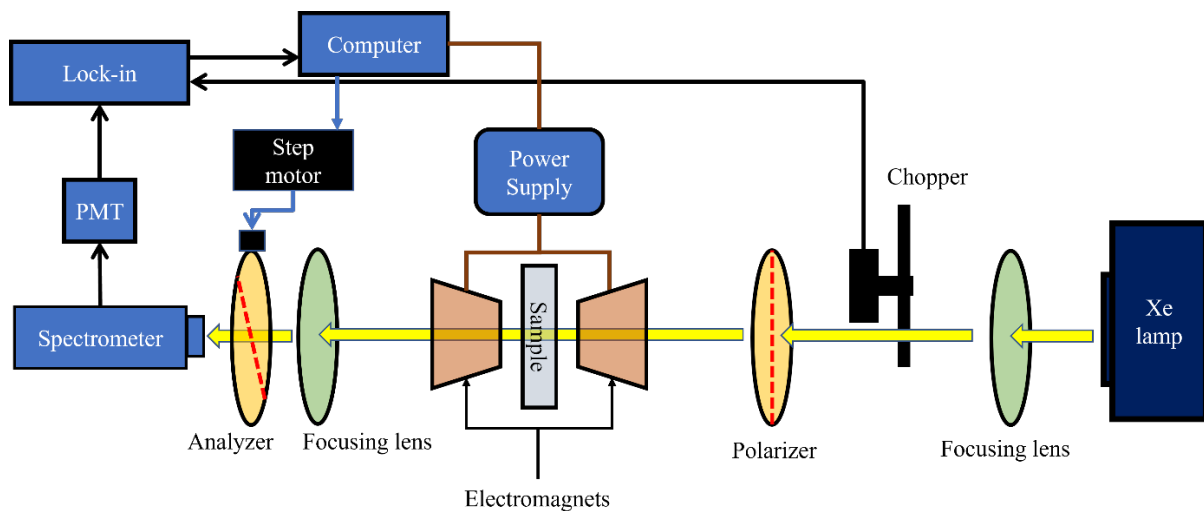 Computer
Lock-in
Step
motor
Power
Supply
Chopper
PMT
Xe
lamp
Spectrometer
Sample
Analyzer
Focusing lens
Polarizer
Focusing lens
Electromagnets